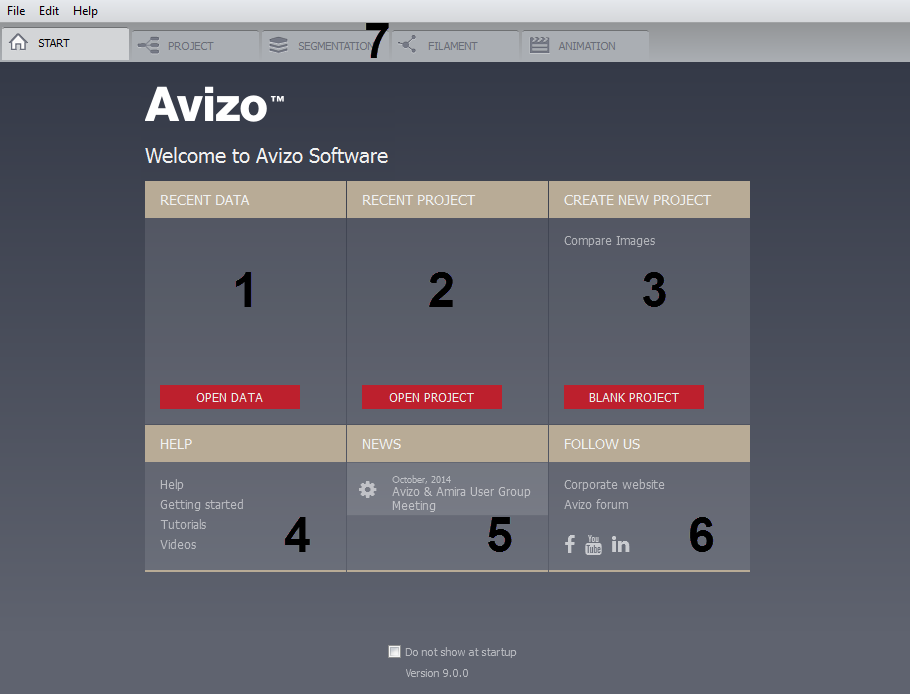 File Edit Help
START PROJECT SEGMENTATION 7 FILAMENT ANIMATION
Avizo™
Welcome to Avizo Software
RECENT DATA RECENT PROJECT CREATE NEW PROJECT
Compare Images
1 2 3
OPEN DATA OPEN PROJECT BLANK PROJECT
HELP NEWS FOLLOW US
Help
Getting started
Tutorials
Videos
4
October, 2014
Avizo & Amira User Group
Meeting
5
Corporate website
Avizo forum
f You Tube in
6
Do not show at startup
Version 9.0.0